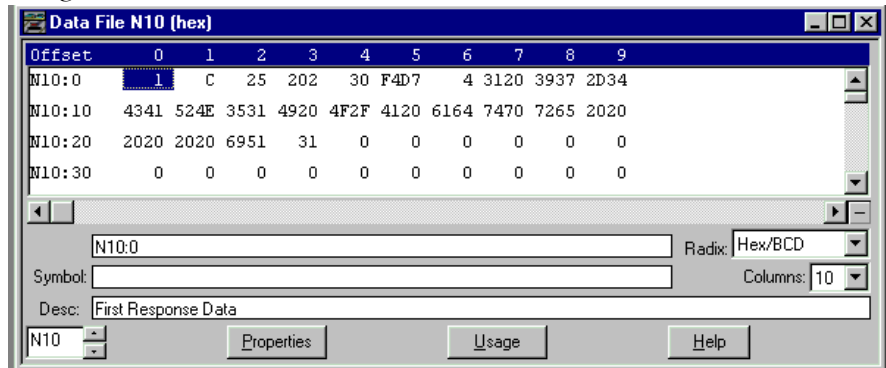 Data File N10 (hex)
Offset 0 1 2 3 4 5 6 7 8 9
N10:0 1 C 25 202 30 F4D7 4 3120 3937 2D34
N10:10 4341 524E 3531 4920 4F2F 4120 6164 7470 7265 2020
N10:20 2020 2020 6951 31 0 0 0 0 0 0
N10:30 0 0 0 0 0 0 0 0 0 0
N10:0 Radix: Hex/BCD
Symbol: Columns: 10
Desc: First Response Data
N10 Properties Usage Help